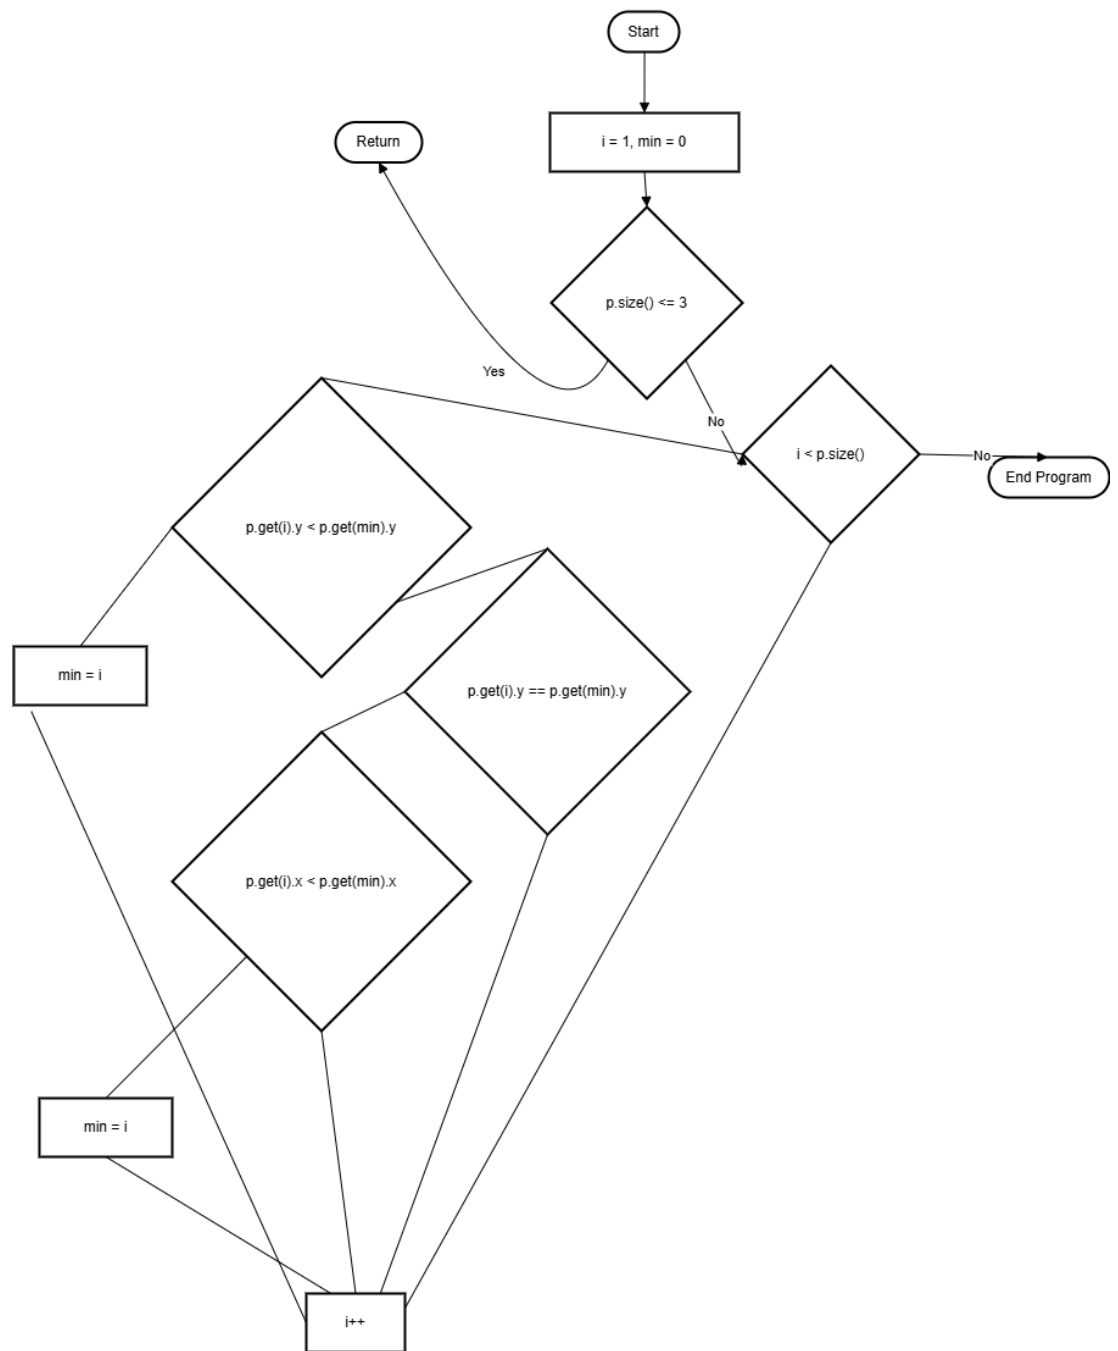 Start
Return
i = 1, min = 0
p.size() <= 3
Yes
No
i < p.size()
No
End Program
p.get(i).y < p.get(min).y
min = i
p.get(i).y == p.get(min).y
p.get(i).x < p.get(min).x
min = i
i++